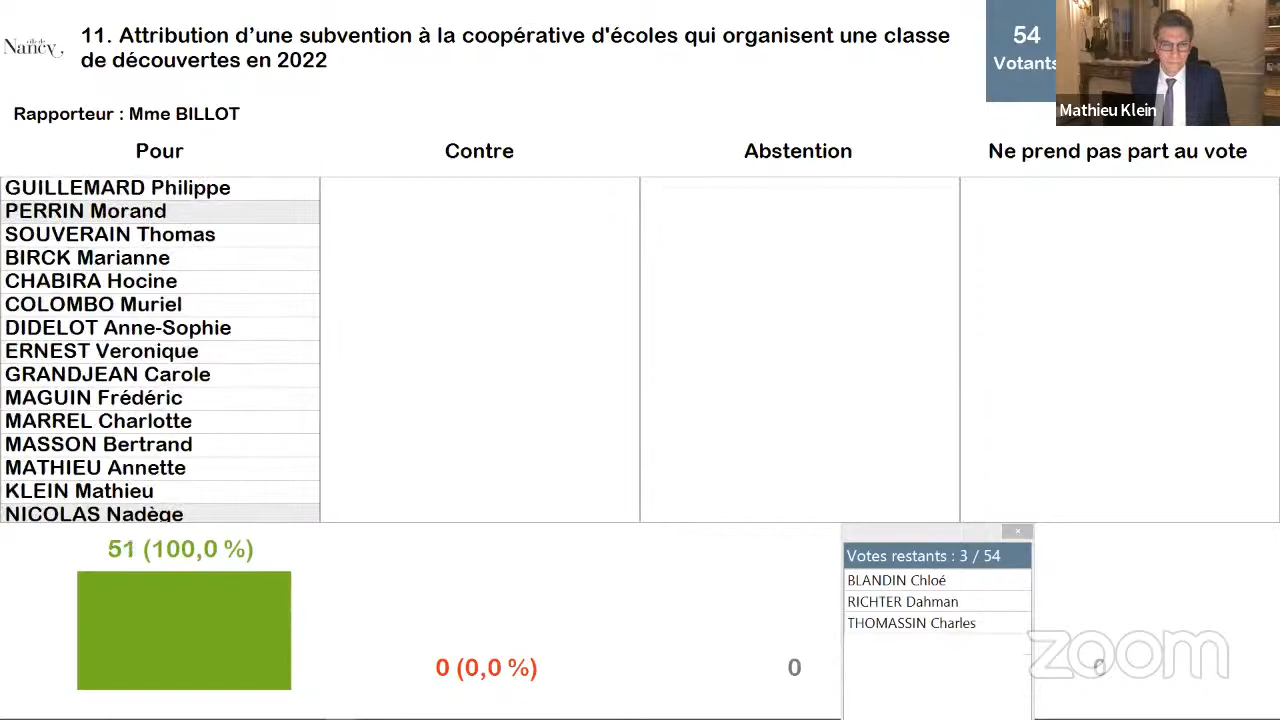 ville de
Nancy,
11. Attribution d’une subvention à la coopérative d'écoles qui organisent une classe
de découvertes en 2022
54
Votants
Mathieu Klein
Rapporteur : Mme BILLOT
Pour
Contre
Abstention
Ne prend pas part au vote
GUILLEMARD Philippe
PERRIN Morand
SOUVERAIN Thomas
BIRCK Marianne
CHABIRA Hocine
COLOMBO Muriel
DIDELOT Anne-Sophie
ERNEST Veronique
GRANDJEAN Carole
MAGUIN Frédéric
MARREL Charlotte
MASSON Bertrand
MATHIEU Annette
KLEIN Mathieu
NICOLAS Nadège
51 (100,0 %)
0 (0,0 %)
0
Votes restants : 3 / 54
BLANDIN Chloé
RICHTER Dahman
THOMASSIN Charles
zoom
0